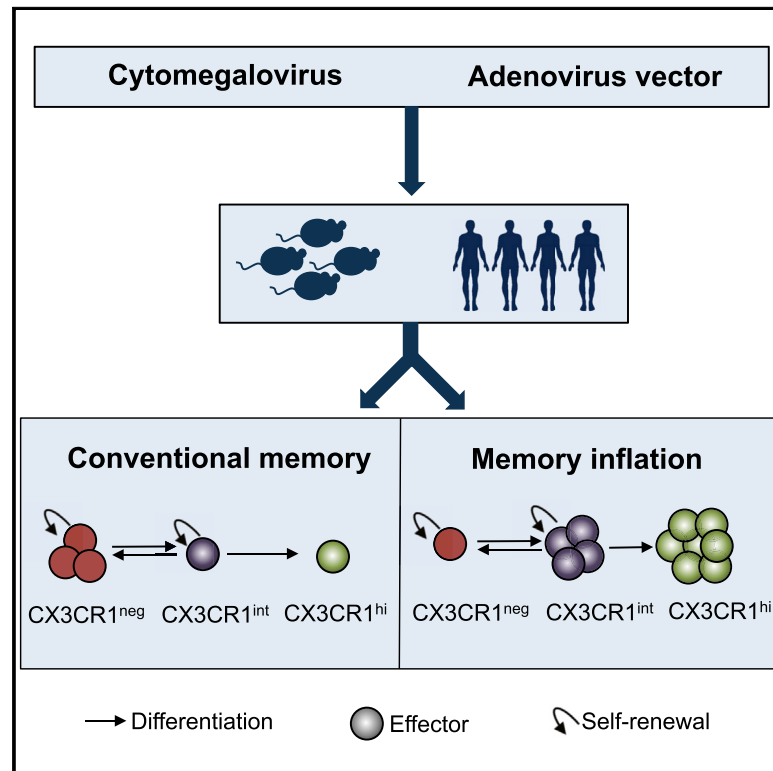 Cytomegalovirus Adenovirus vector
Conventional memory
CX3CR1neg CX3CR1int CX3CR1hi
Memory inflation
CX3CR1neg CX3CR1int CX3CR1hi
Differentiation Effector Self-renewal